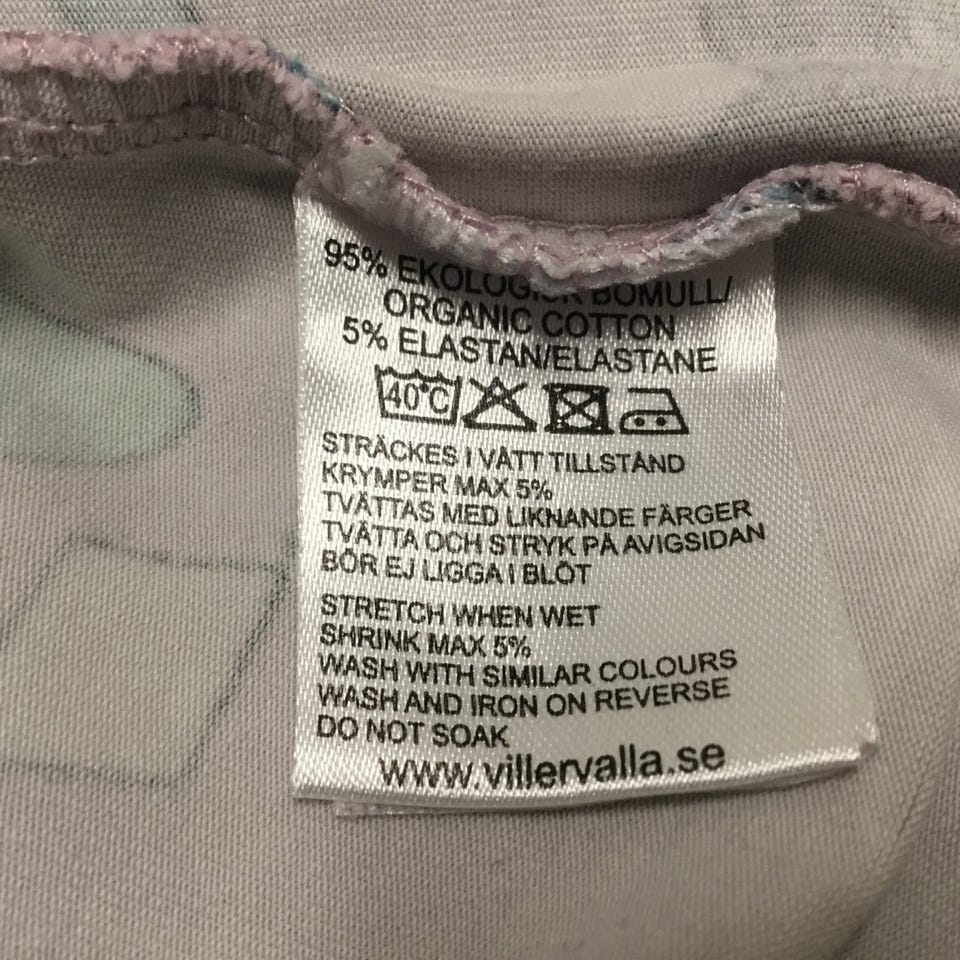 95% EKOLOGISK BOMULL/
ORGANIC COTTON
5% ELASTAN/ELASTANE
40°C
STRÄCKES I VÅTT TILLSTÅND
KRYMPER MAX 5%
TVÄTTAS MED LIKNANDE FÄRGER
TVÄTTA OCH STRYK PÅ AVIGSIDAN
BÖR EJ LIGGA I BLÖT
STRETCH WHEN WET
SHRINK MAX 5%
WASH WITH SIMILAR COLOURS
WASH AND IRON ON REVERSE
DO NOT SOAK
www.villervalla.se